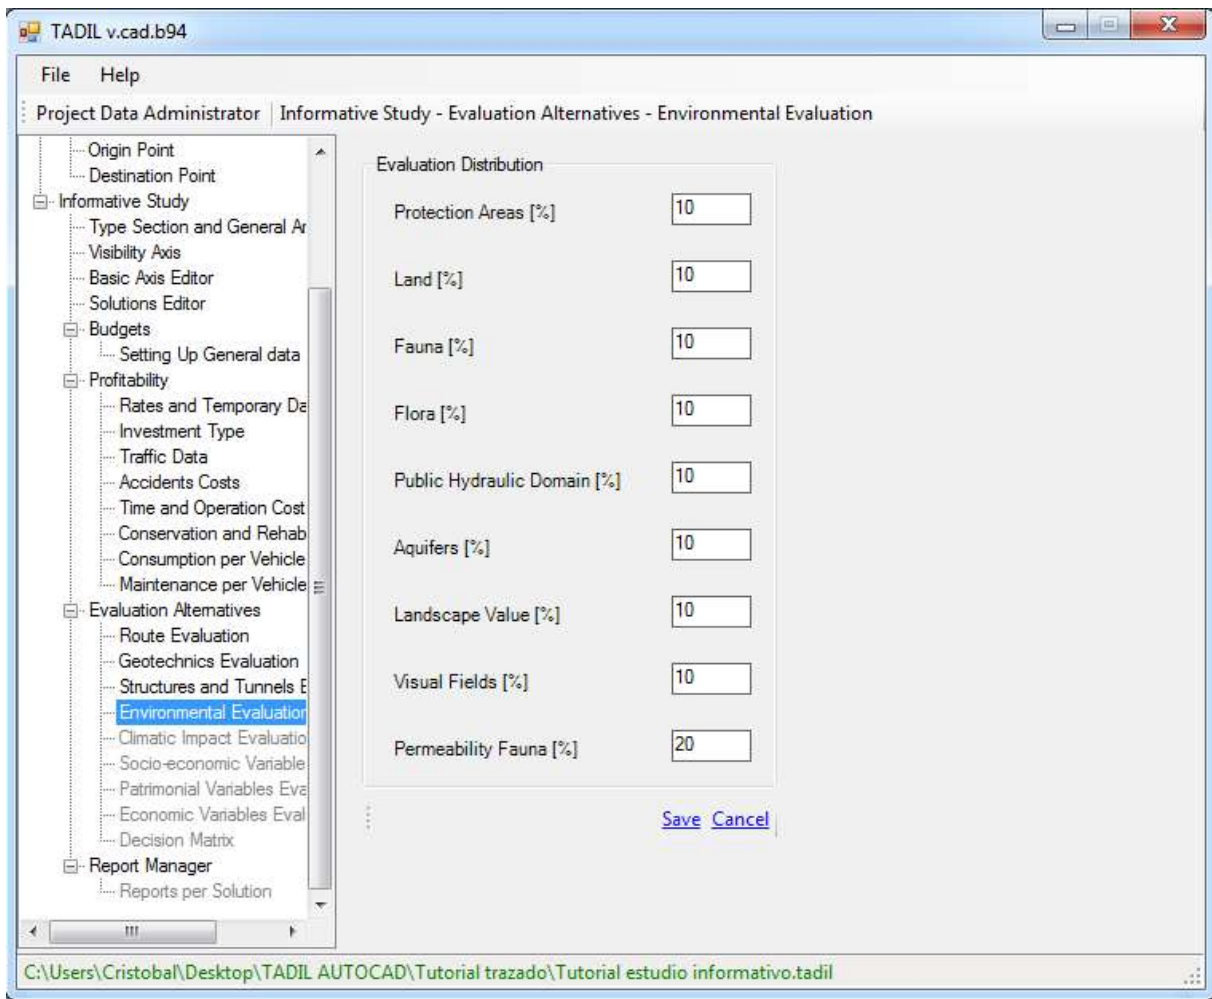 TADIL v.cad.b94
File Help
Project Data Administrator Informative Study - Evaluation Alternatives - Environmental Evaluation
Origin Point
Destination Point
Informative Study
Type Section and General Ar
Visibility Axis
Basic Axis Editor
Solutions Editor
Budgets
Setting Up General data
Profitability
Rates and Temporary Da
Investment Type
Traffic Data
Accidents Costs
Time and Operation Cost
Conservation and Rehab
Consumption per Vehicle
Maintenance per Vehicle
Evaluation Alternatives
Route Evaluation
Geotechnics Evaluation
Structures and Tunnels E
Environmental Evaluation
Climatic Impact Evaluatio
Socio-economic Variable
Patrimonial Variables Eva
Economic Variables Eval
Decision Matrix
Report Manager
Reports per Solution
Evaluation Distribution
Protection Areas [%] 10
Land [%] 10
Fauna [%] 10
Flora [%] 10
Public Hydraulic Domain [%] 10
Aquifers [%] 10
Landscape Value [%] 10
Visual Fields [%] 10
Permeability Fauna [%] 20
Save Cancel
C:\Users\Cristobal\Desktop\TADIL AUTOCAD\Tutorial trazado\Tutorial estudio informativo.tadil